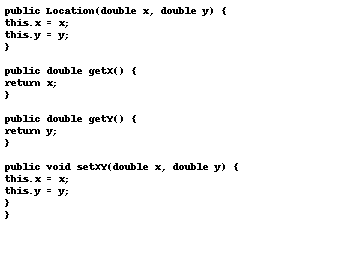 public Location(double x, double y) {
this.x = x;
this.y = y;
}

public double getX() {
return x;
}

public double getY() {
return y;
}

public void setXY(double x, double y) {
this.x = x;
this.y = y;
}
}